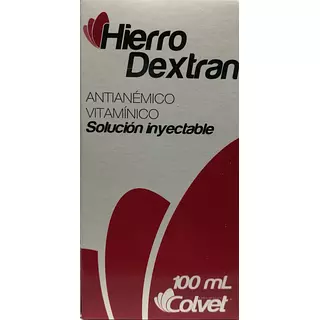 Hierro
Dextran
ANTIANÉMICO
VITAMÍNICO
Solución inyectable
100 mL
Colvet